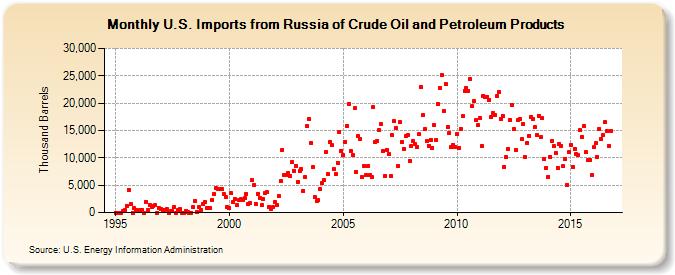 Monthly U.S. Imports from Russia of Crude Oil and Petroleum Products
Thousand Barrels
30,000
25,000
20,000
15,000
10,000
5,000
0
1995 2000 2005 2010 2015
Source: U.S. Energy Information Administration